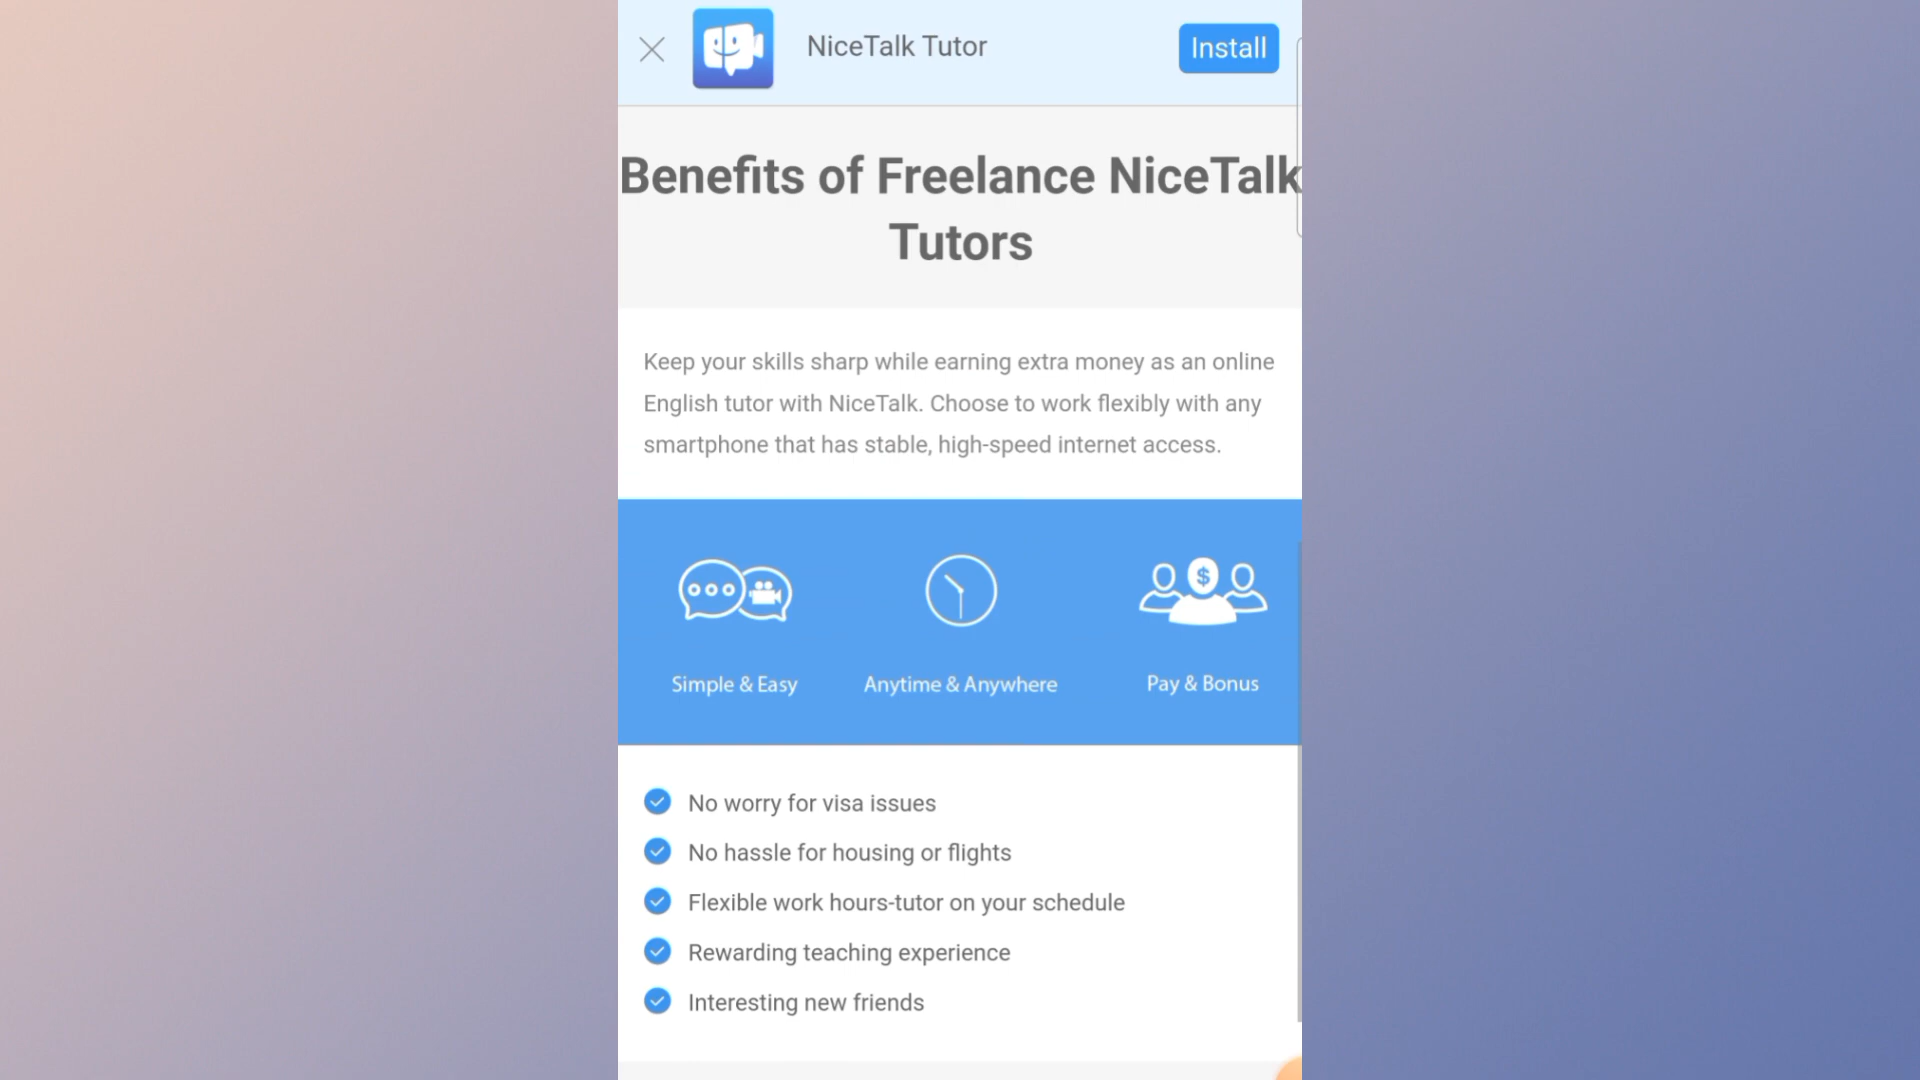 NiceTalk Tutor
Install
Benefits of Freelance NiceTalk
Tutors
Keep your skills sharp while earning extra money as an online
English tutor with NiceTalk. Choose to work flexibly with any
smartphone that has stable, high-speed internet access.
$
Simple & Easy
Anytime & Anywhere
Pay & Bonus
No worry for visa issues
No hassle for housing or flights
Flexible work hours-tutor on your schedule
Rewarding teaching experience
Interesting new friends